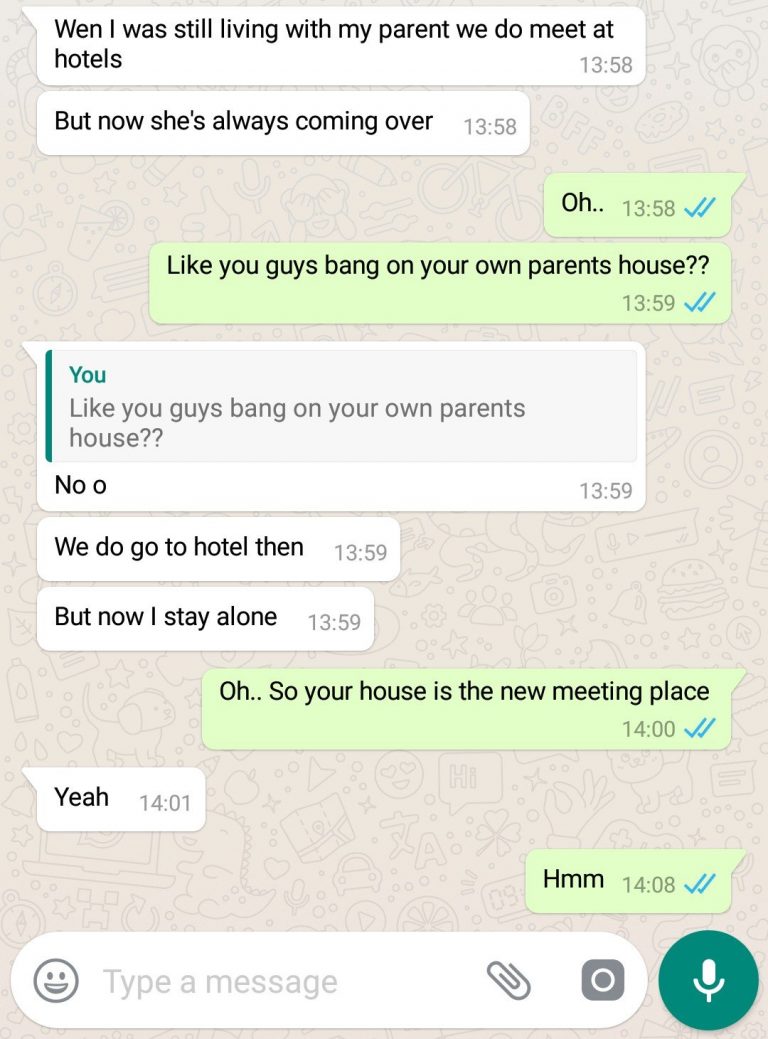 Wen I was still living with my parent we do meet at
hotels
13:58
But now she's always coming over 13:58
Oh.. 13:58
Like you guys bang on your own parents house??
13:59
You
Like you guys bang on your own parents
house??
No o 13:59
We do go to hotel then 13:59
But now I stay alone 13:59
Oh.. So your house is the new meeting place
14:00
Yeah 14:01
Hmm 14:08
Type a message